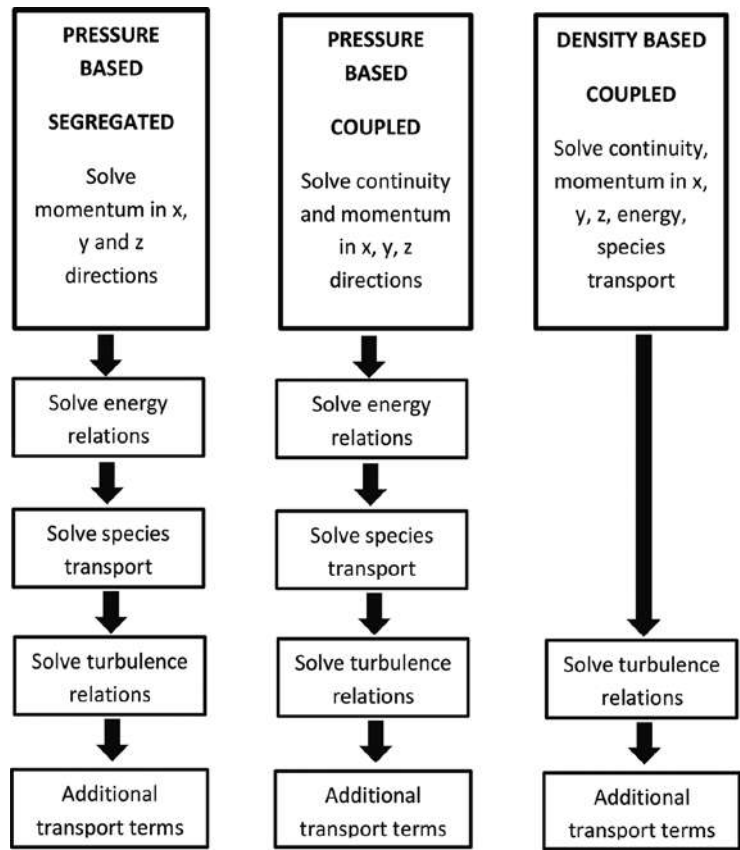 PRESSURE
BASED
SEGREGATED
Solve
momentum in x,
y and z
directions
Solve energy
relations
Solve species
transport
Solve turbulence
relations
Additional
transport terms
PRESSURE
BASED
COUPLED
Solve continuity
and momentum
in x, y, z
directions
Solve energy
relations
Solve species
transport
Solve turbulence
relations
Additional
transport terms
DENSITY BASED
COUPLED
Solve continuity,
momentum in x,
y, z, energy,
species
transport
Solve turbulence
relations
Additional
transport terms